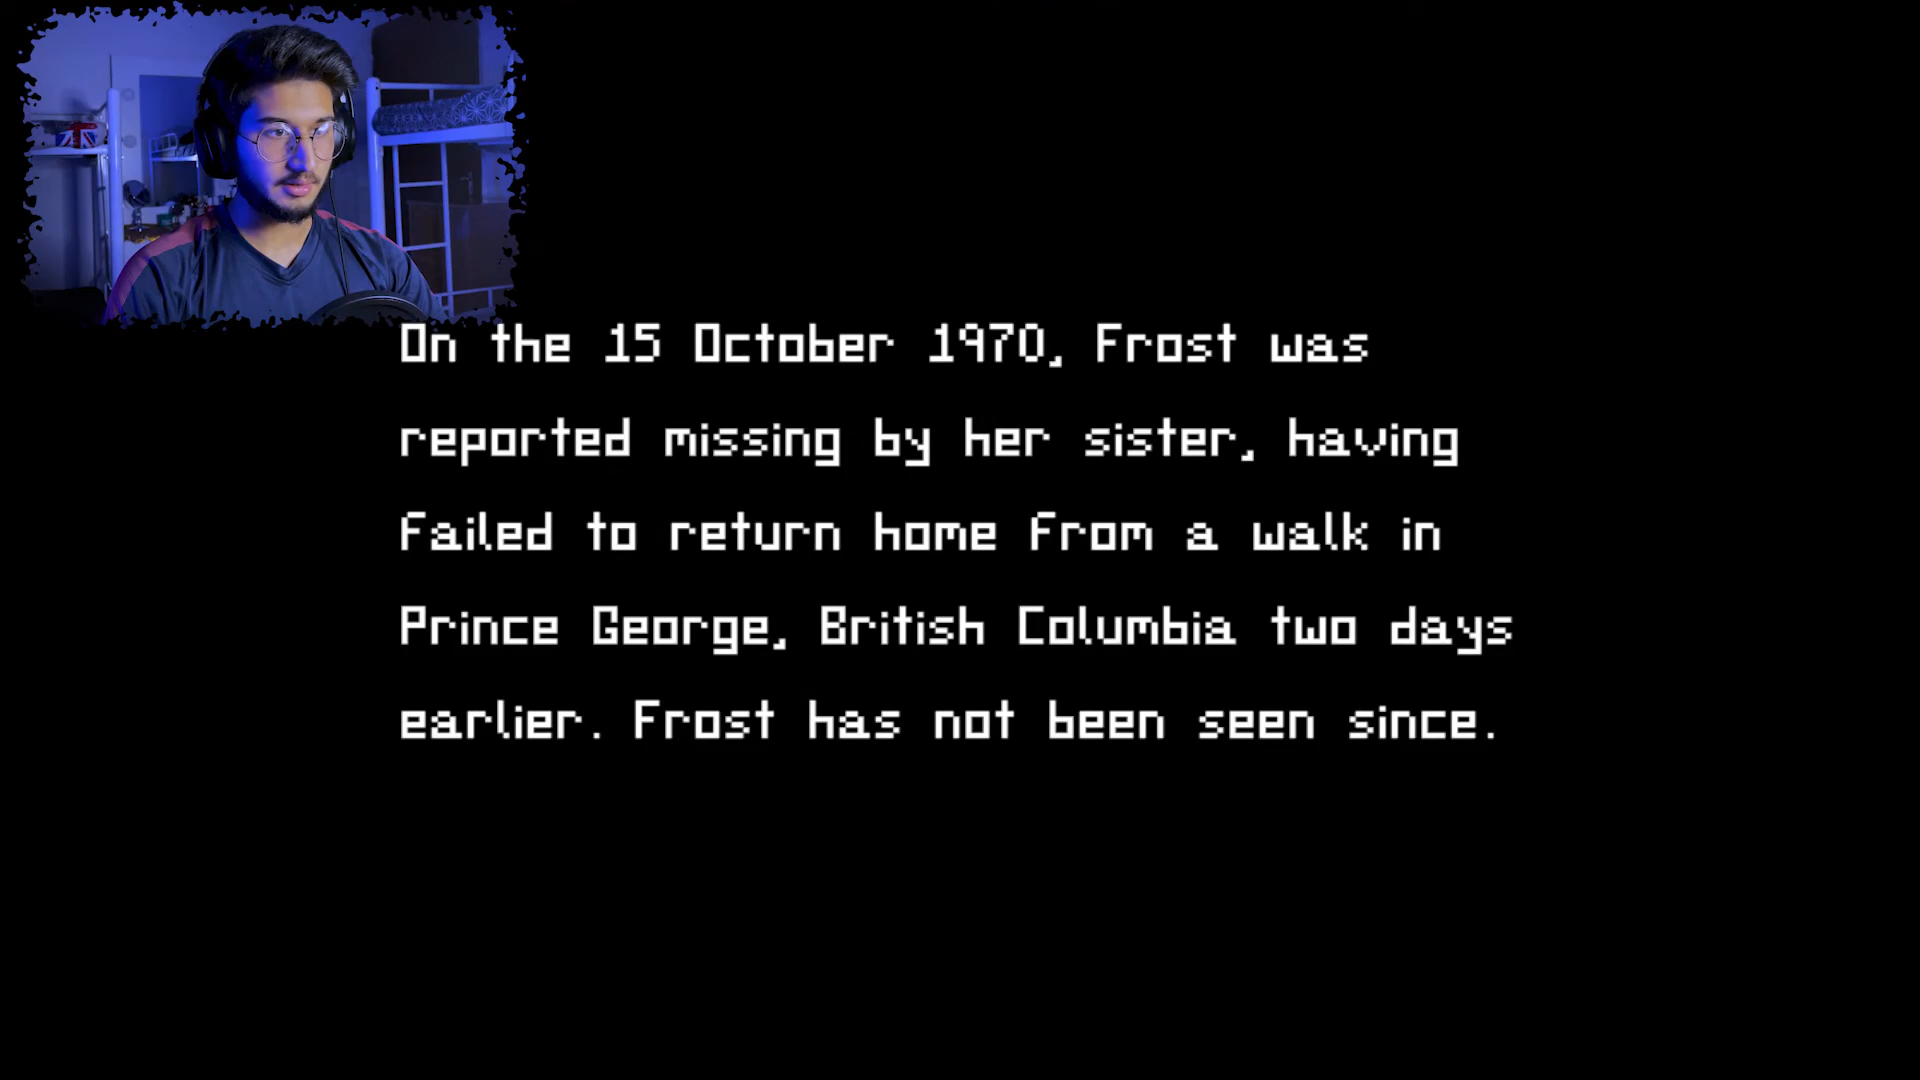 On the 15 October 1970, Frost was
reported missing by her sister, having
failed to return home from a walk in
Prince George, British Columbia two days
earlier. Frost has not been seen since.